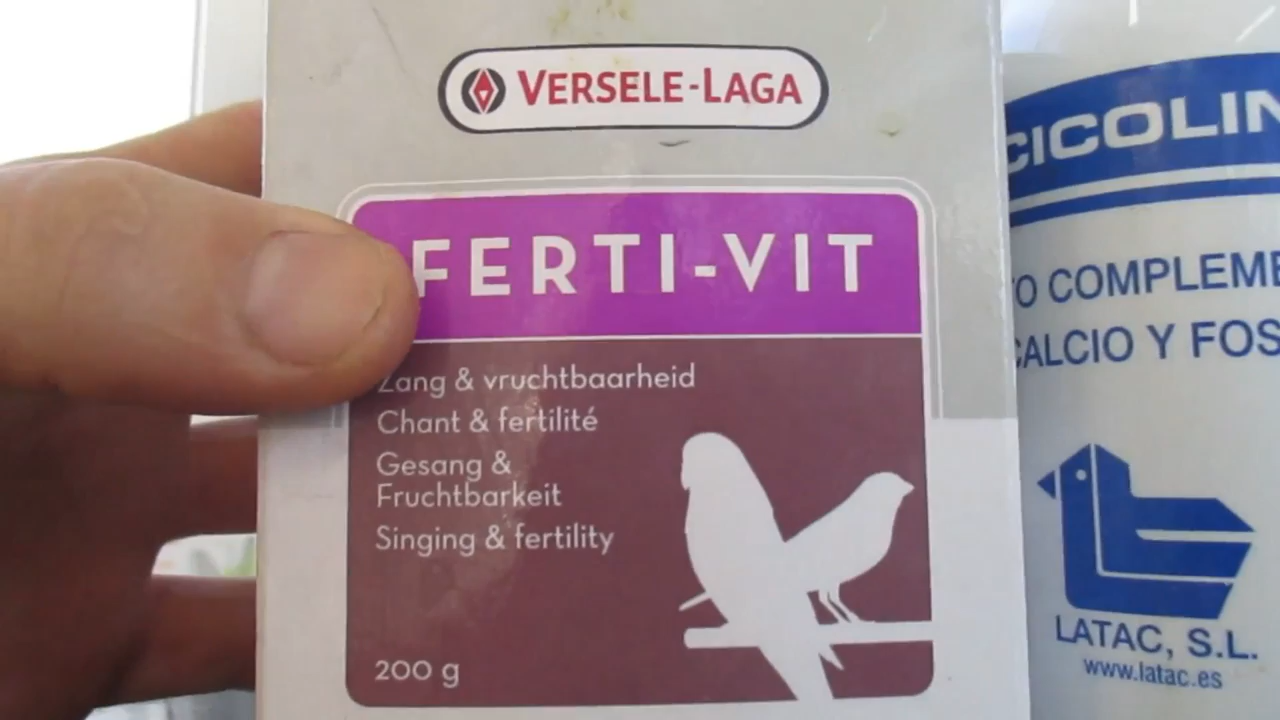 VERSELE-LAGA
FERTI-VIT
Zang & vruchtbaarheid
Chant & fertilité
Gesang &
Fruchtbarkeit
Singing & fertility
200 g
CICOLIN
O COMPLEME
CALCIO Y FOS
LATAC, S.L.
www.latac.es